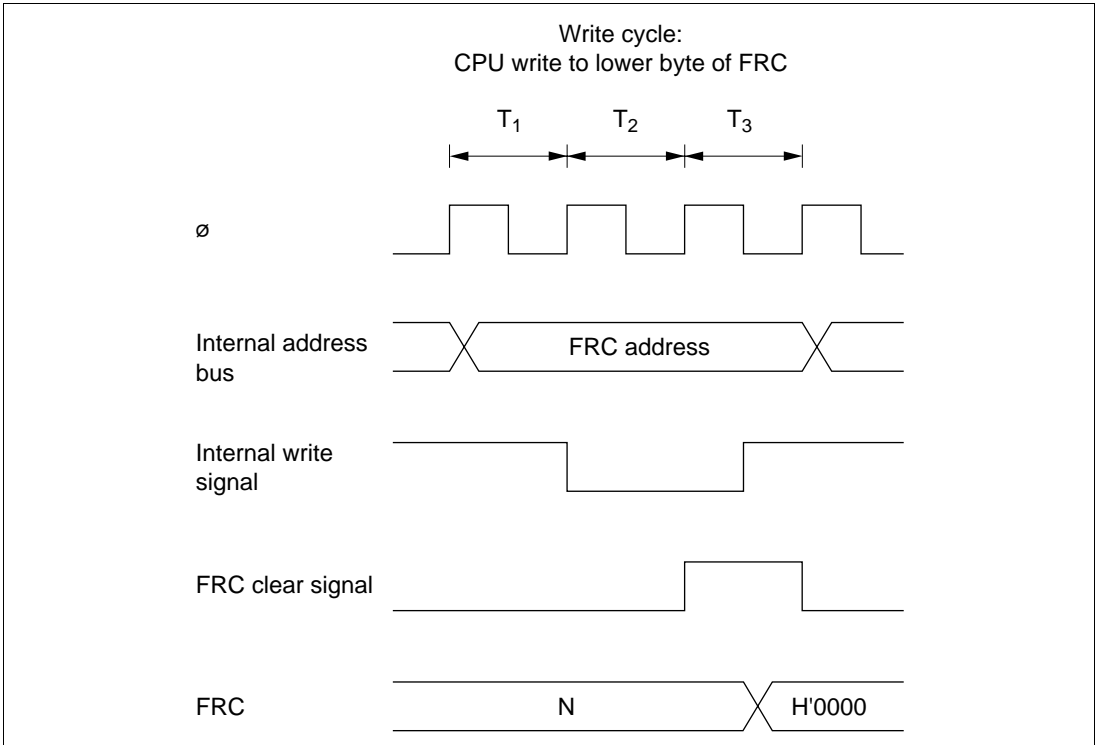 Write cycle:
CPU write to lower byte of FRC
T₁ T₂ T₃
ø
Internal address
bus
FRC address
Internal write
signal
FRC clear signal
FRC
N
H'0000